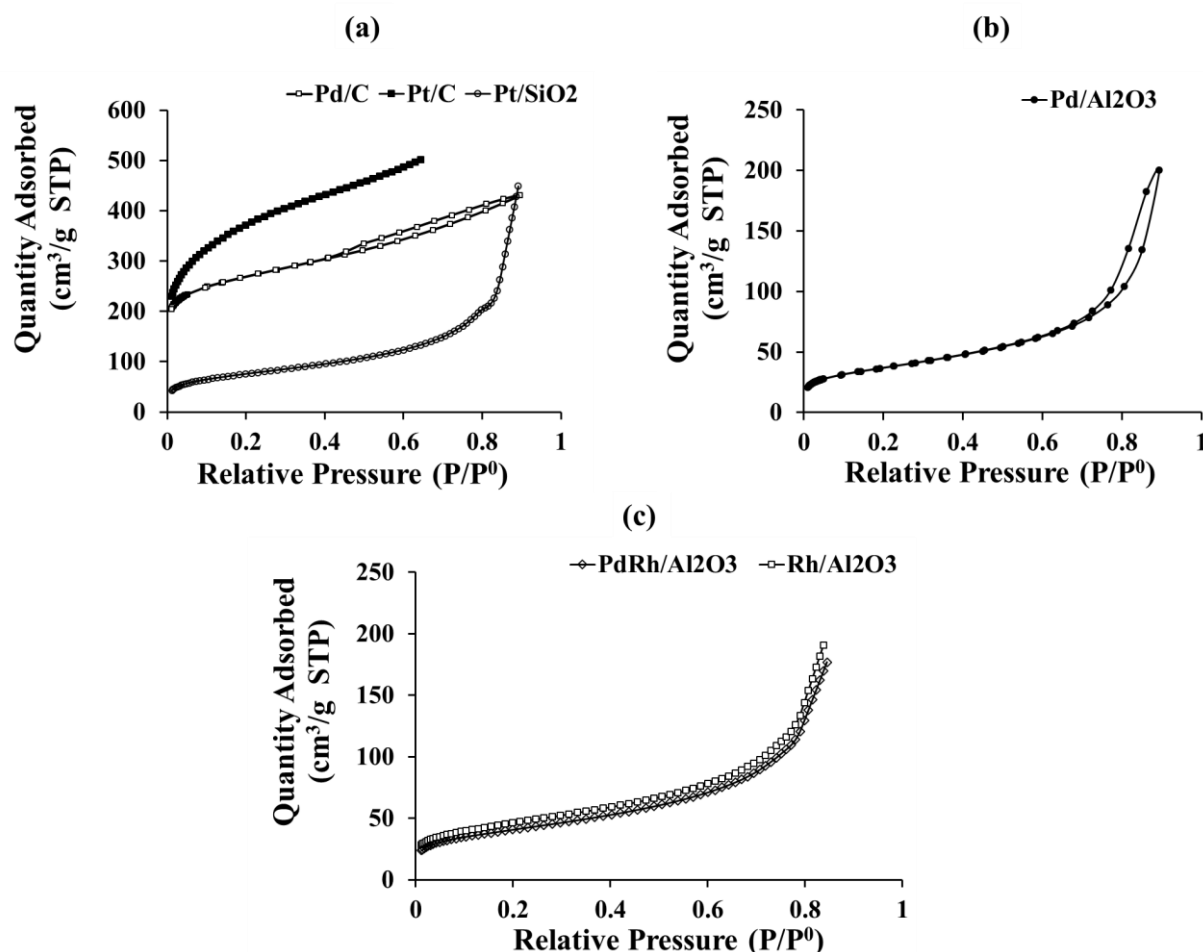 (a)
Pd/C Pt/C Pt/SiO2
Quantity Adsorbed
(cm³/g STP)
600
500
400
300
200
100
0
0 0.2 0.4 0.6 0.8 1
Relative Pressure (P/P⁰)
(b)
Pd/Al2O3
Quantity Adsorbed
(cm³/g STP)
250
200
150
100
50
0
0 0.2 0.4 0.6 0.8 1
Relative Pressure (P/P⁰)
(c)
PdRh/Al2O3 Rh/Al2O3
Quantity Adsorbed
(cm³/g STP)
250
200
150
100
50
0
0 0.2 0.4 0.6 0.8 1
Relative Pressure (P/P⁰)